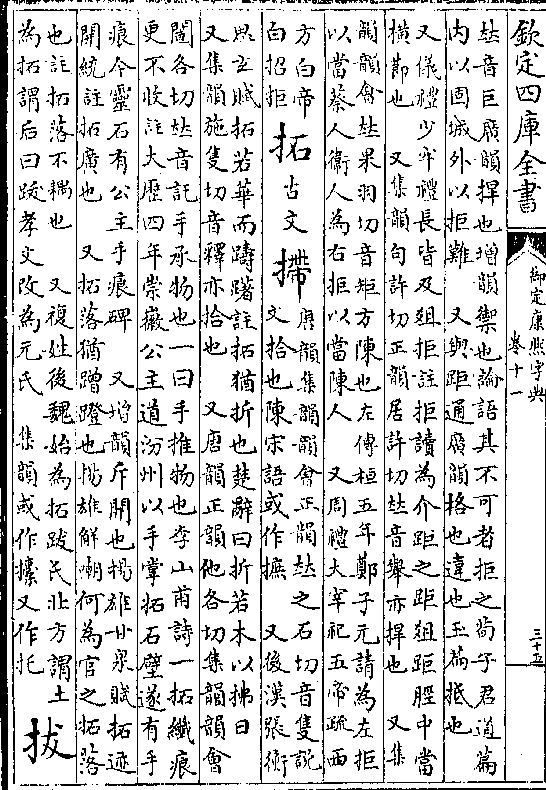 欽定四庫全書
御定康熙字典
卷十一
三十五
𠀤音巨廣韻捍也增韻禦也論語其不可者拒之荀子君道篇
内以固城外以拒難 又與距通廣韻格也違也玉篇抵也
又儀禮少牢禮長皆及俎拒註拒讀為介距之距俎距脛中當
橫節也 又集韻句許切正韻居許切𠀤音舉亦捍也 又集
韻韻會𠀤果羽切音矩方陳也左傳桓五年鄭子元請為左拒
以當蔡人衛人為右拒以當陳人 又周禮大宰祀五帝疏西
方白帝
白招拒
拓
古文
摕
唐韻集韻韻會正韻𠀤之石切音隻說
文拾也陳宋語或作摭 又後漢張衡
思玄賦拓若華而躊躇註拓猶折也楚辭曰折若木以拂日
又集韻施隻切音釋亦拾也 又唐韻正韻他各切集韻韻會
闥各切𠀤音託手承物也一曰手推物也李山甫詩一拓纖痕
更不收註大歷四年崇徽公主道汾州以手掌拓石壁遂有手
痕今靈石有公主手痕碑 又增韻斥開也揚雄甘泉賦拓迹
開統註拓廣也 又拓落猶蹭蹬也揚雄解嘲何為官之拓落
也註拓落不耦也 又複姓後魏始為拓跋氏北方謂土
為拓謂后曰跋孝文改為元氏 集韻或作 又作托
拔